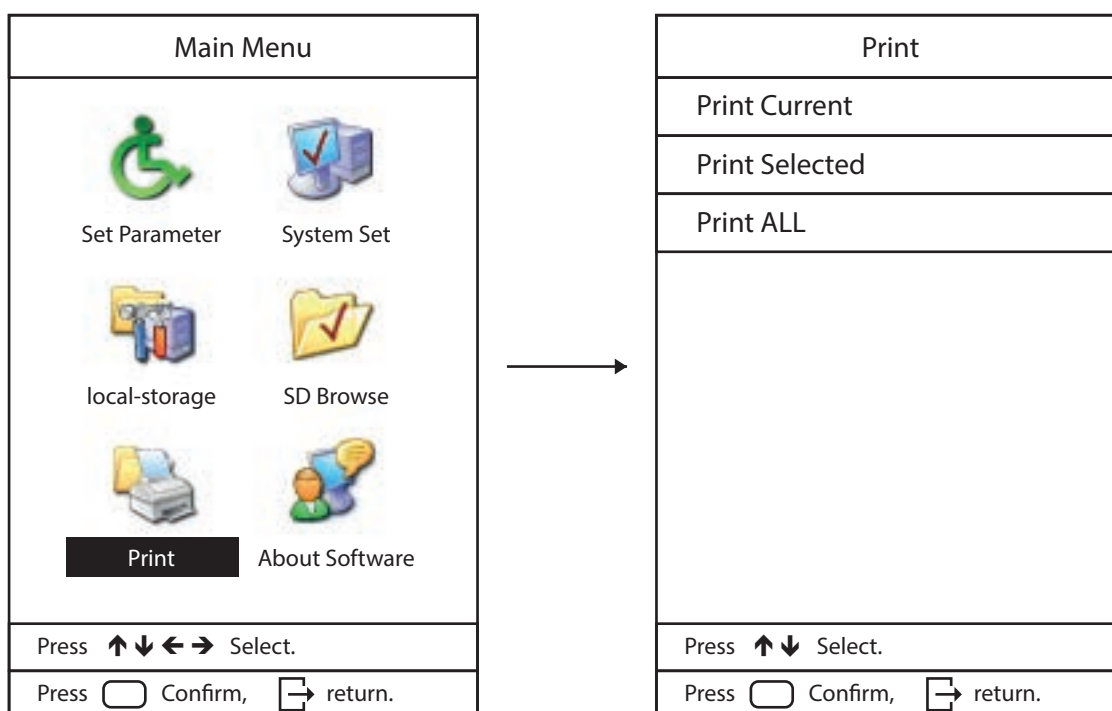 Main Menu
Set Parameter
System Set
local-storage
SD Browse
Print
About Software
Press ↑ ↓ ← → Select.
Press Confirm, return.
Print
Print Current
Print Selected
Print ALL
Press ↑ ↓ Select.
Press Confirm, return.